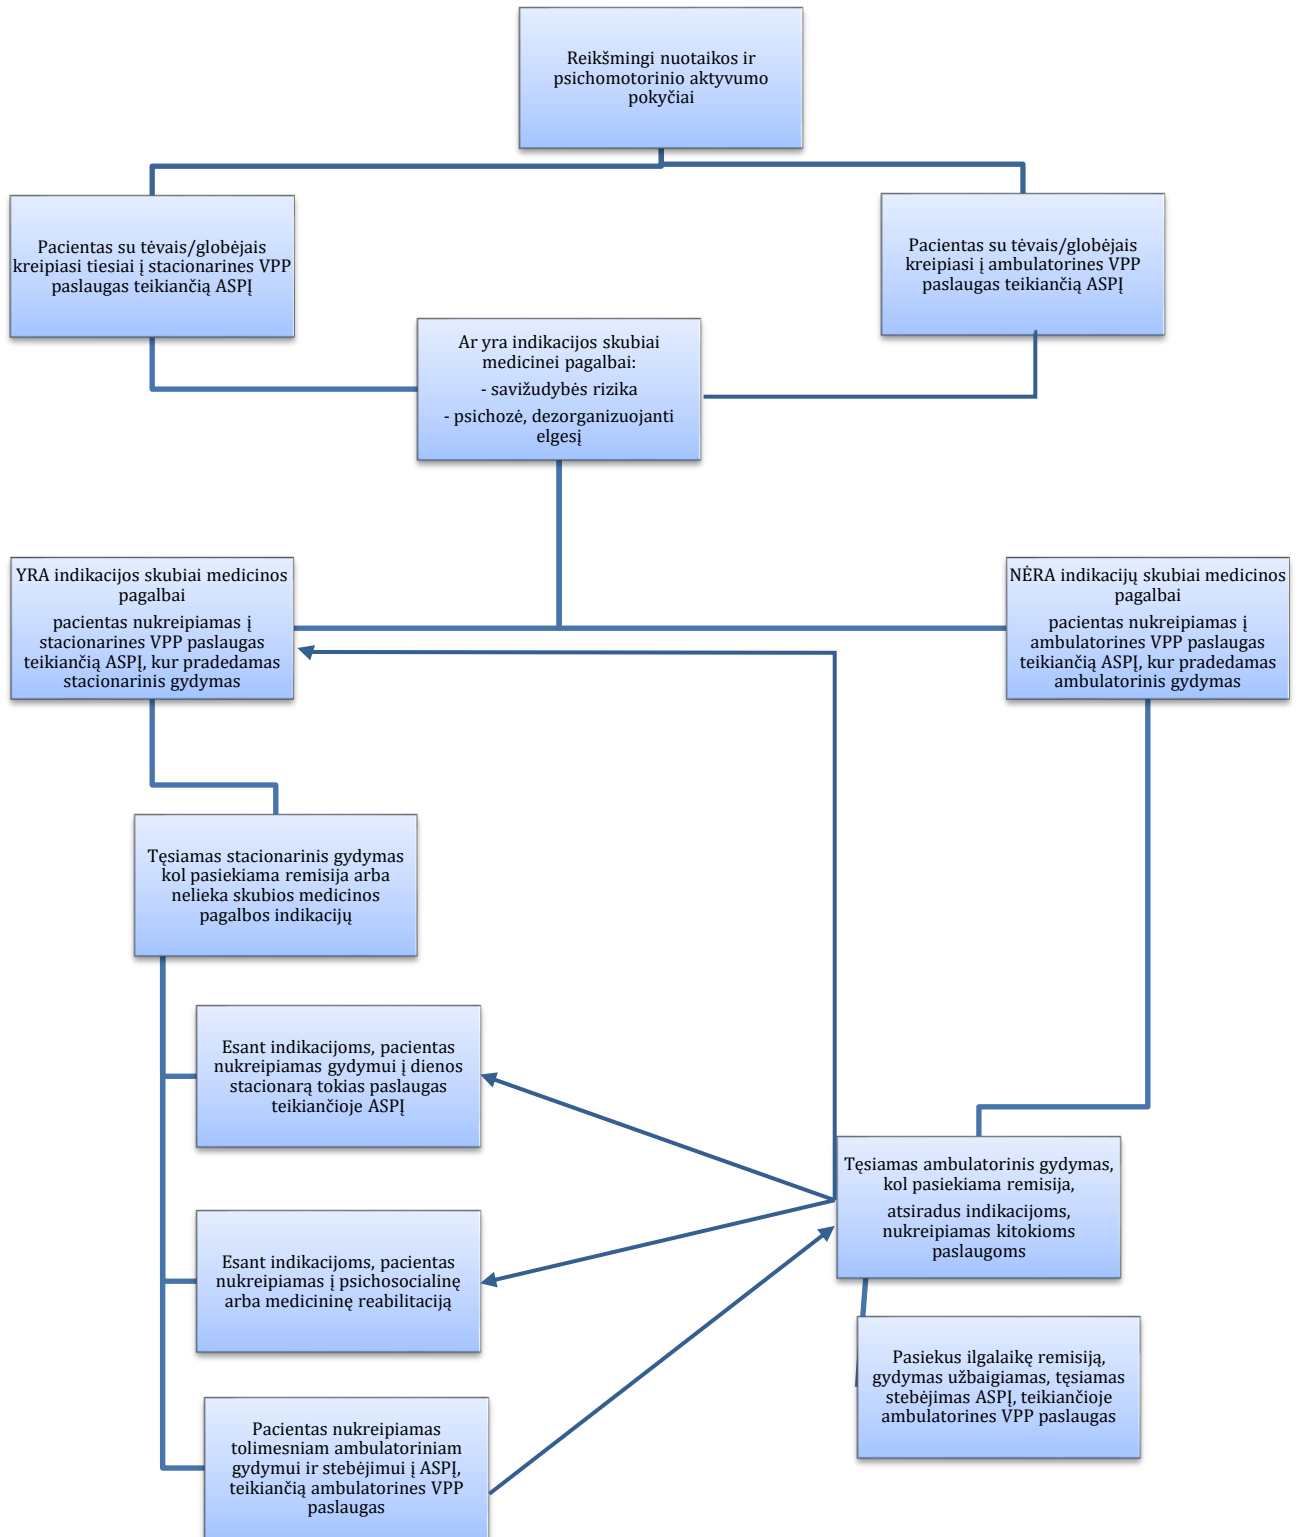 Reikšmingi nuotaikos ir
psichomotorinio aktyvumo
pokyčiai
Pacientas su tėvais/globėjais
kreipiasi tiesiai į stacionarines VPP
paslaugas teikiančią ASPĮ
Pacientas su tėvais/globėjais
kreipiasi į ambulatorines VPP
paslaugas teikiančią ASPĮ
Ar yra indikacijos skubiai
medicinei pagalbai:
- savižudybės rizika
- psichozė, dezorganizuojanti
elgesį
YRA indikacijos skubiai medicinos
pagalbai
pacientas nukreipiamas į
stacionarines VPP paslaugas
teikiančią ASPĮ, kur pradedamas
stacionarinis gydymas
NĖRA indikacijų skubiai medicinos
pagalbai
pacientas nukreipiamas į
ambulatorines VPP paslaugas
teikiančią ASPĮ, kur pradedamas
ambulatorinis gydymas
Tęsiamas stacionarinis gydymas
kol pasiekiama remisija arba
nelieka skubios medicinos
pagalbos indikacijų
Esant indikacijoms, pacientas
nukreipiamas gydymui į dienos
stacionarą tokias paslaugas
teikiančioje ASPĮ
Tęsiamas ambulatorinis gydymas,
kol pasiekiama remisija,
atsiradus indikacijoms,
nukreipiamas kitokioms
paslaugoms
Esant indikacijoms, pacientas
nukreipiamas į psichosocialinę
arba medicininę reabilitaciją
Pasiekus ilgalaikę remisiją,
gydymas užbaigiamas, tęsiamas
stebėjimas ASPĮ, teikiančioje
ambulatorines VPP paslaugas
Pacientas nukreipiamas
tolimesniam ambulatoriniam
gydymui ir stebėjimui į ASPĮ,
teikiančią ambulatorines VPP
paslaugas